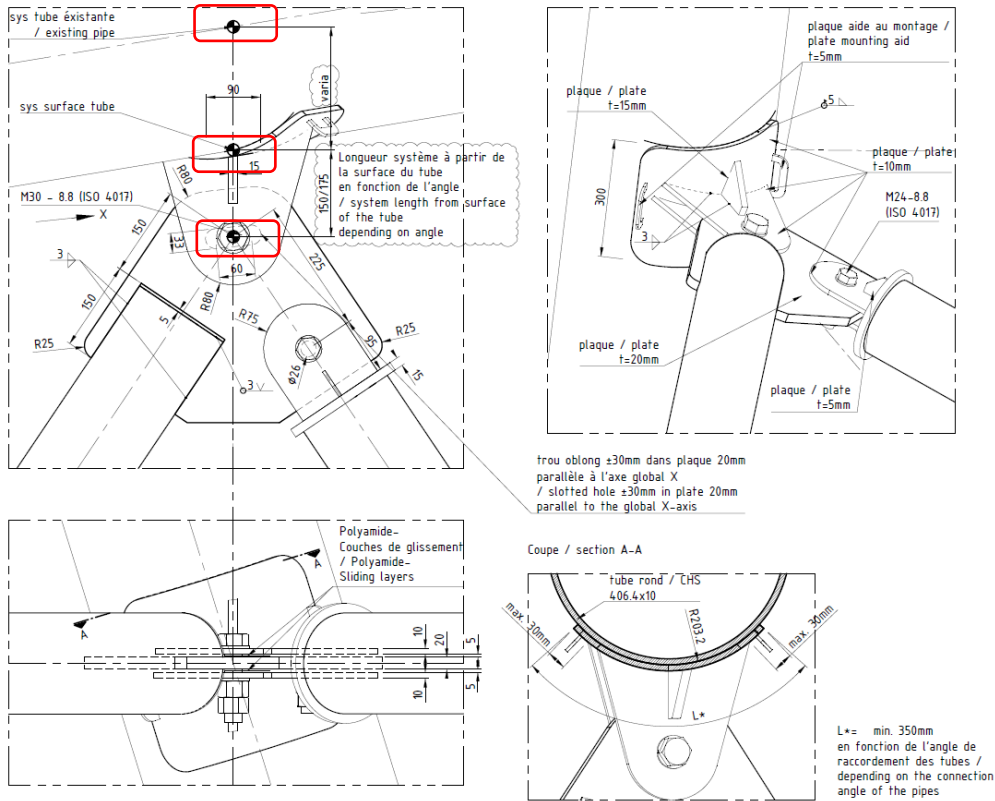 sys tube éxistante
/ existing pipe
varia
90
sys surface tube
15
R80
150/175
Longueur système à partir de
la surface du tube
en fonction de l'angle
/ system length from surface
of the tube
depending on angle
M30 - 8.8 (ISO 4017)
X
150
33
60
225
3
150
R80
R75
5
R25
R25
95
15
Φ26
3
plaque aide au montage /
plate mounting aid
t=5mm
plaque / plate
t=15mm
5
plaque / plate
t=10mm
300
M24-8.8
(ISO 4017)
3
plaque / plate
t=20mm
plaque / plate
t=5mm
trou oblong ±30mm dans plaque 20mm
parallèle à l'axe global X
/ slotted hole ±30mm in plate 20mm
parallel to the global X-axis
Polyamide-
Couches de glissement
/ Polyamide-
Sliding layers
A
A
10
20
5
10
5
Coupe / section A-A
tube rond / CHS
406.4x10
R203.2
max. 30mm
max. 30mm
L*
L*= min. 350mm
en fonction de l'angle de
raccordement des tubes /
depending on the connection
angle of the pipes